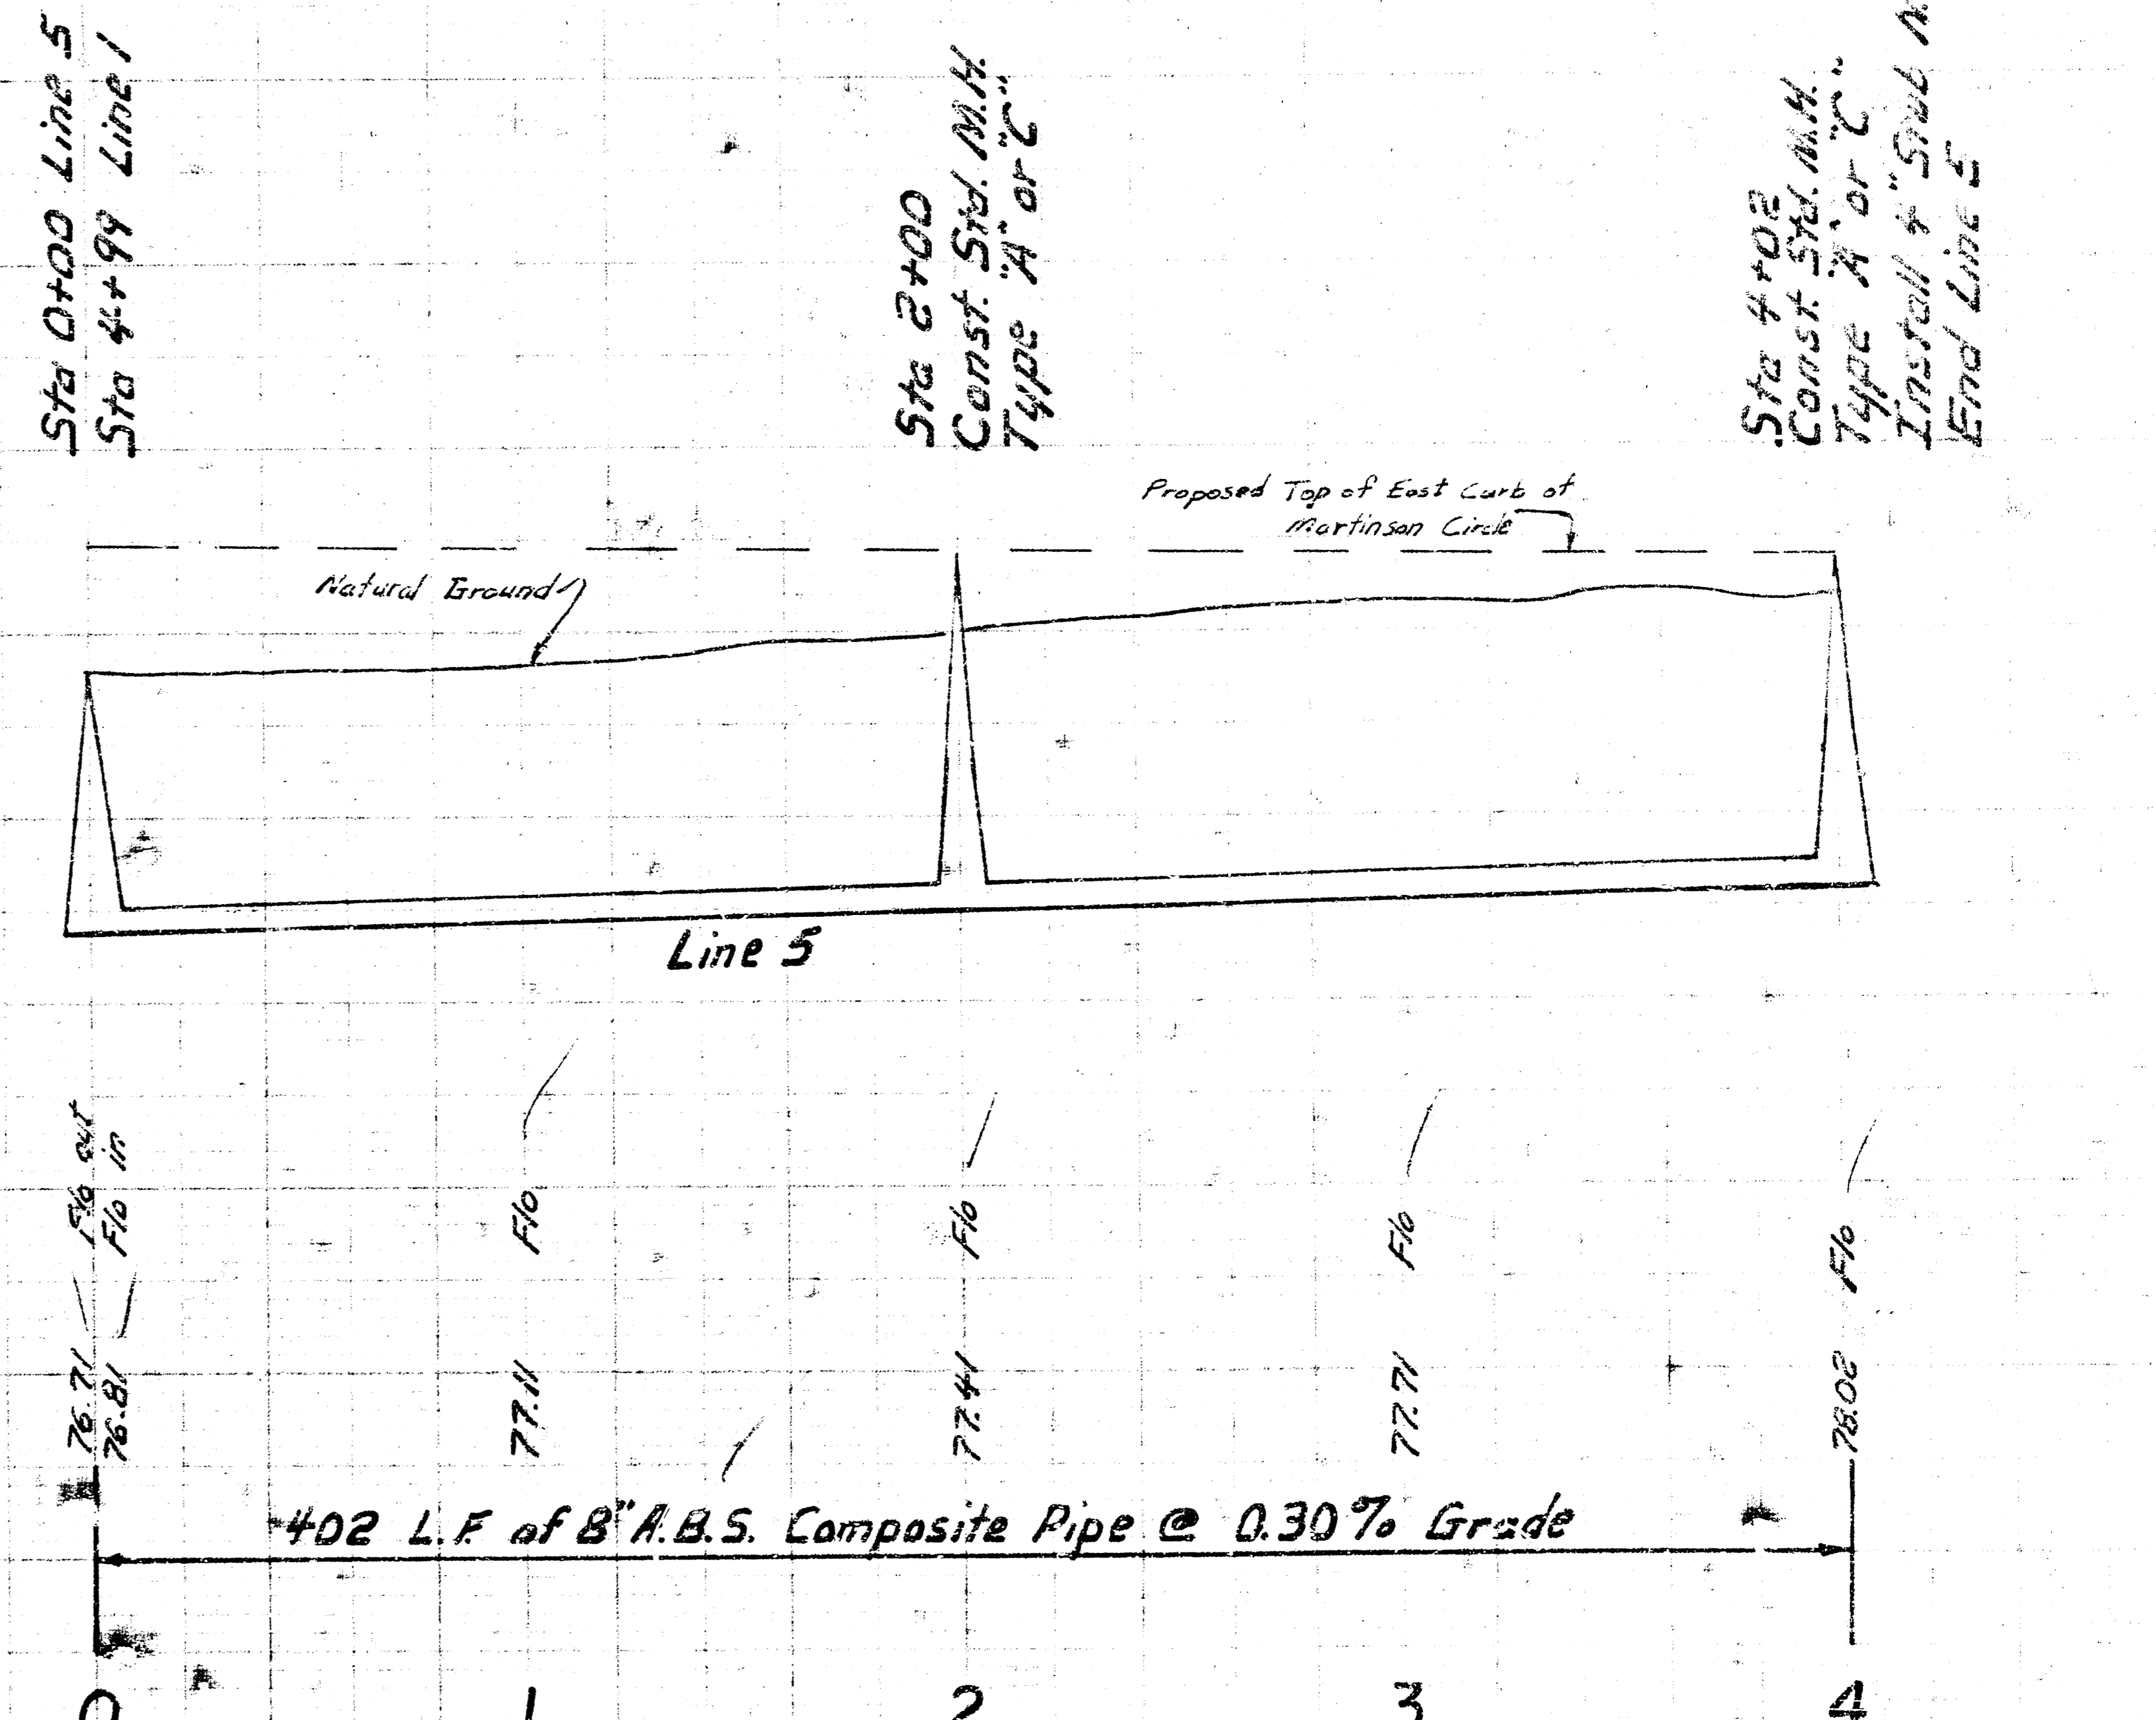 Sta 0+00 Line 5
Sta 4+99 Line 1
Sta 2+00
Const. Std. M.H.
Type "A" or "C"
Sta 4+02
Const. Std. M.H.
Type "A" or "C"
Install 4" Stub
End Line 5
Proposed Top of East Curb of
Martinson Circle
Natural Ground
Line 5
76.71 Flo out
76.81 Flo in
77.11 Flo
77.41 Flo
77.71 Flo
78.02 Flo
402 L.F. of 8" A.B.S. Composite Pipe @ 0.30% Grade
0 1 2 3 4